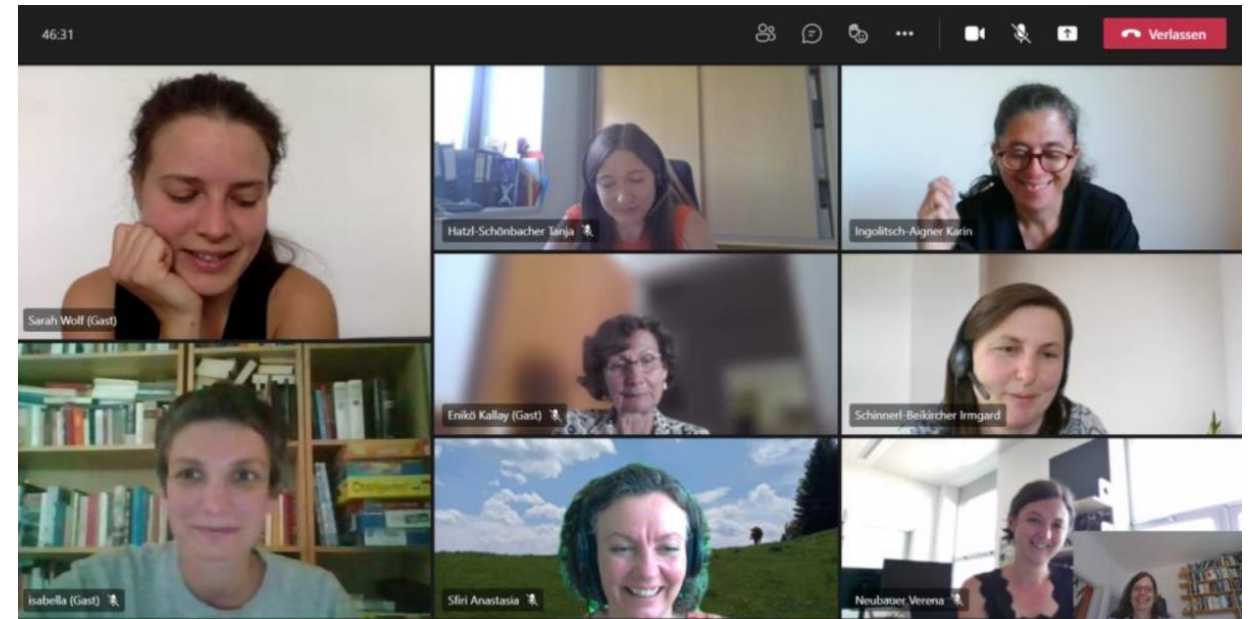 46:31
Verlassen
Sarah Wolf (Gast)
Hatzl-Schönbacher Tanja
Ingolitsch-Aigner Karin
Enikö Kallay (Gast)
Schinnerl-Beikircher Irmgard
isabella (Gast)
Sfiri Anastasia
Neubauer Verena